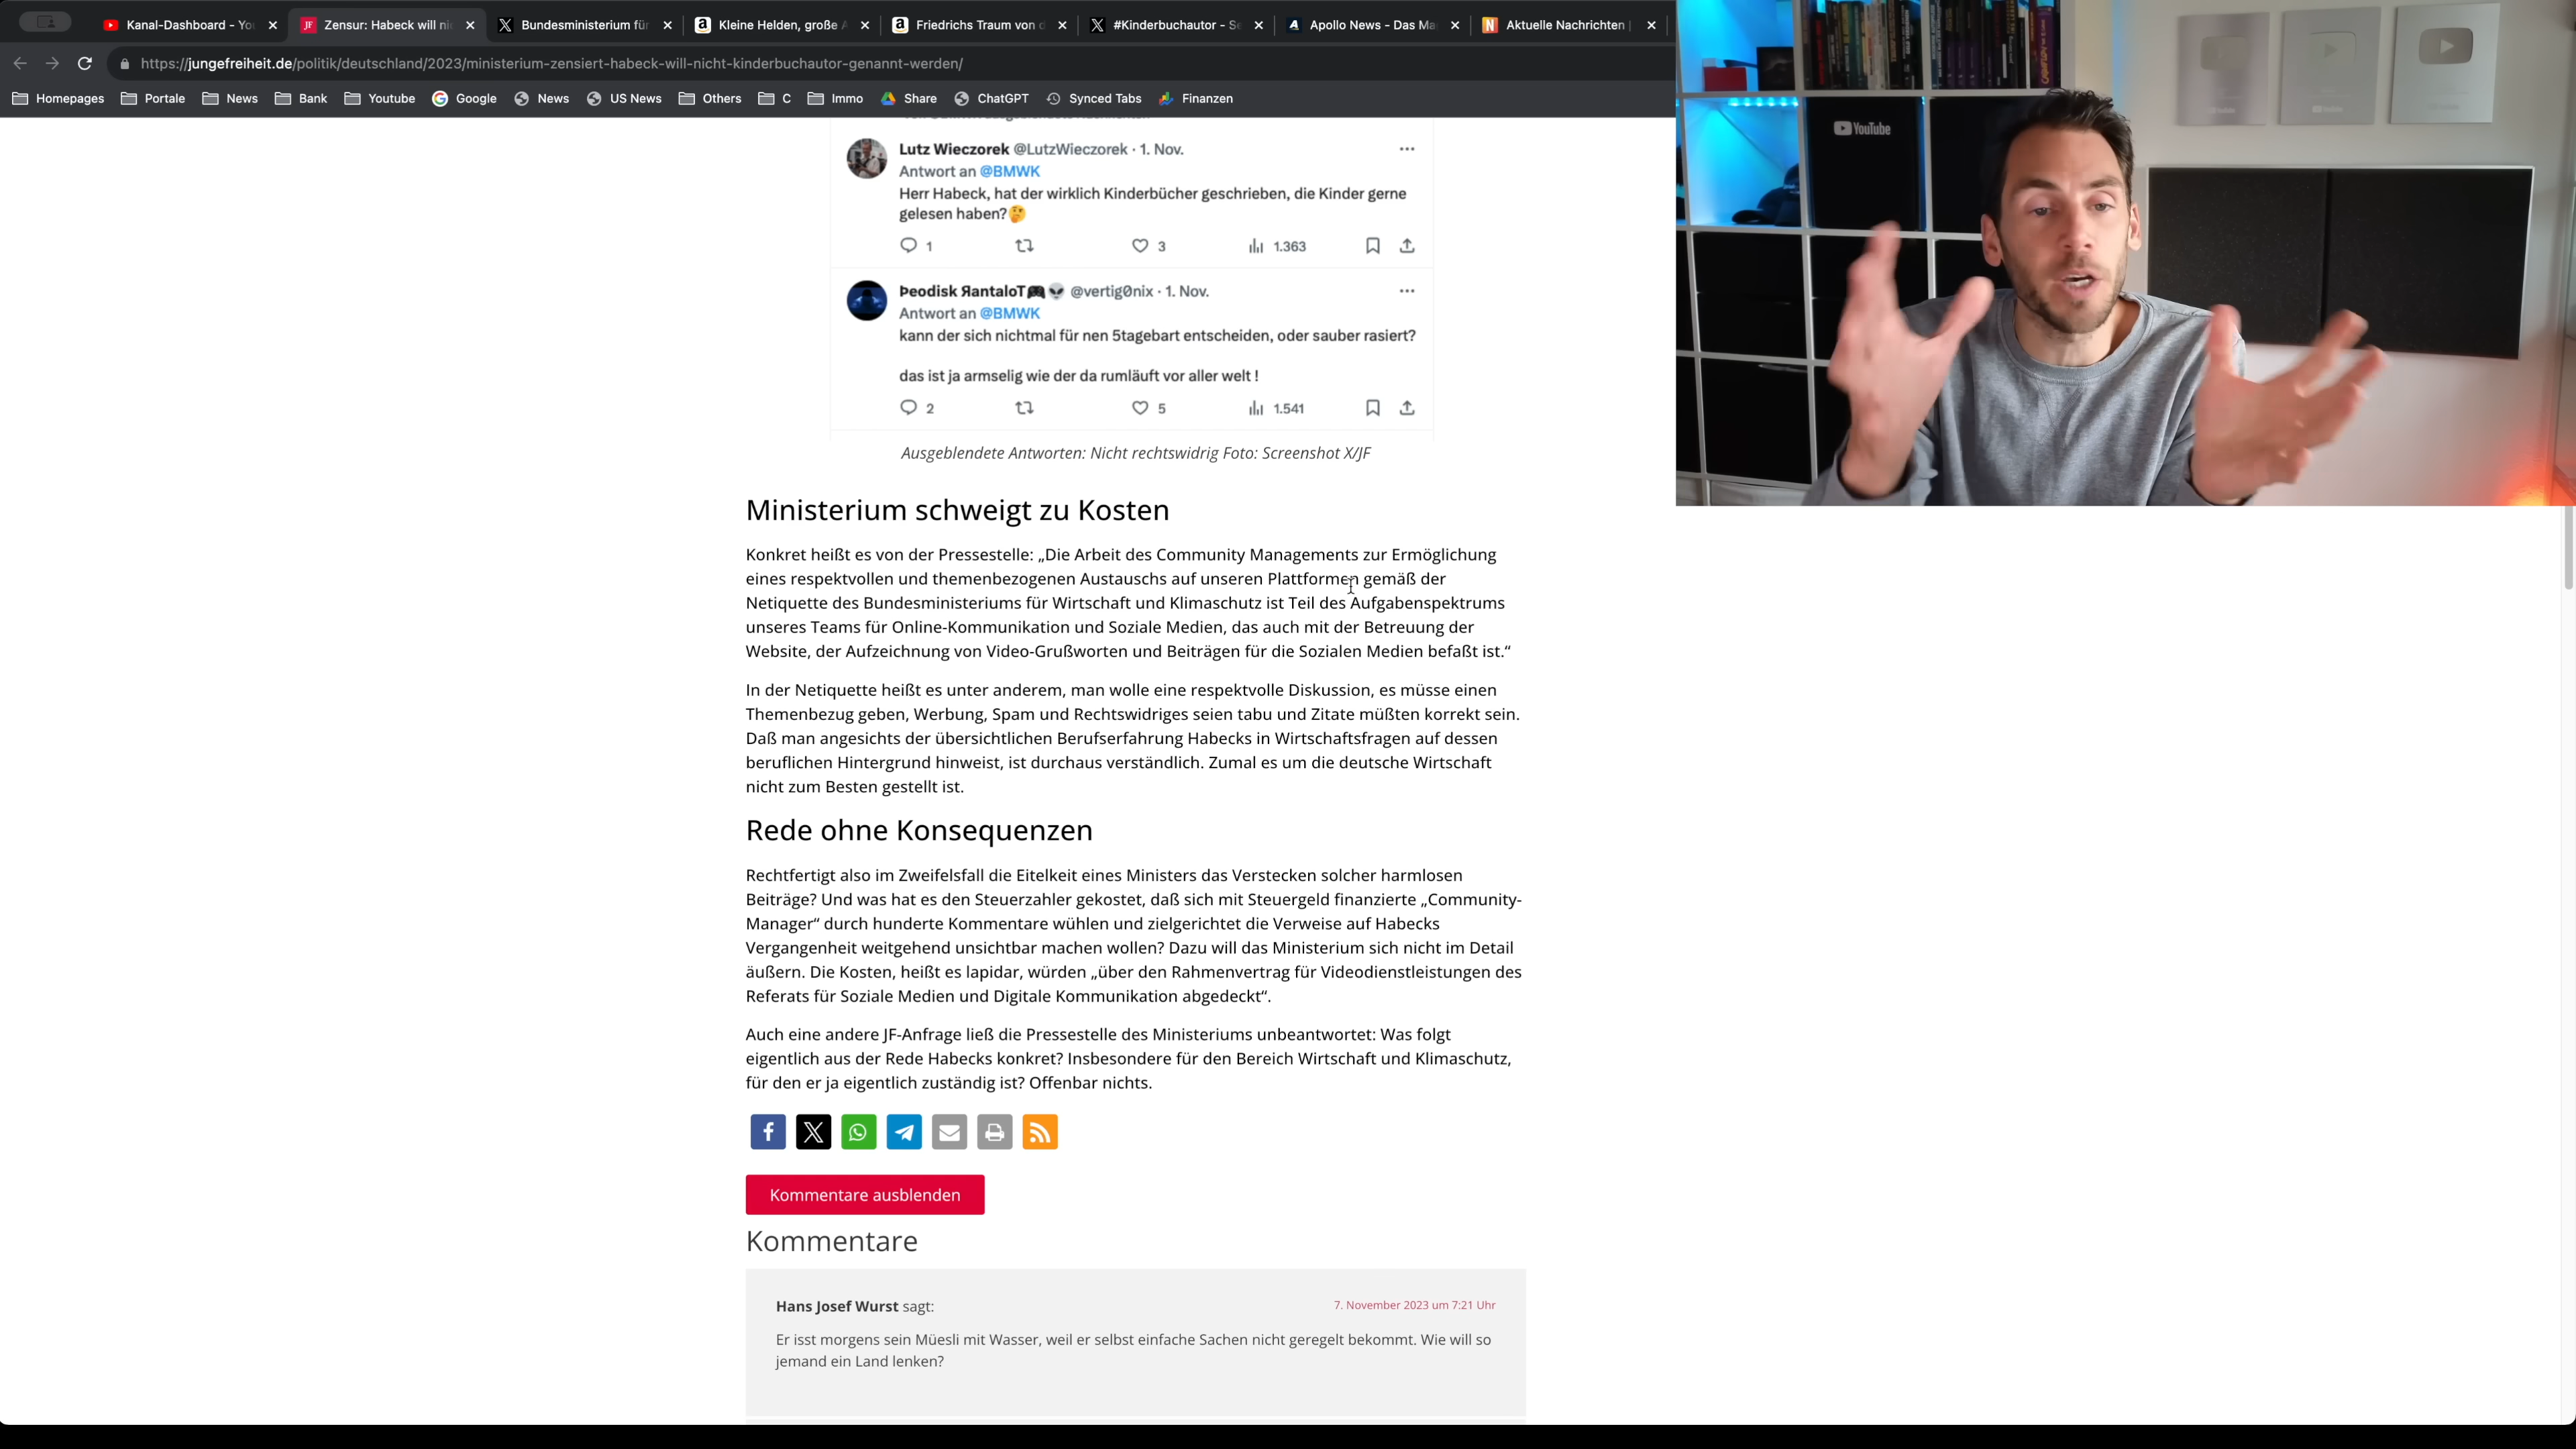 Kanal-Dashboard - Yo
Zensur: Habeck will ni
Bundesministerium fü
Kleine Helden, große A
Friedrichs Traum von d
#Kinderbuchautor - S
Apollo News - Das Ma
Aktuelle Nachrichten |
https://jungefreiheit.de/politik/deutschland/2023/ministerium-zensiert-habeck-will-nicht-kinderbuchautor-genannt-werden/
Homepages Portale News Bank Youtube Google News US News Others C Immo Share ChatGPT Synced Tabs Finanzen
YouTube
Lutz Wieczorek @LutzWieczorek · 1. Nov.
Antwort an @BMWK
Herr Habeck, hat der wirklich Kinderbücher geschrieben, die Kinder gerne
gelesen haben?🤔
1 3 1.363
Þeodisk ЯantaloT🎮👽 @vertig0nix · 1. Nov.
Antwort an @BMWK
kann der sich nichtmal für nen 5tagebart entscheiden, oder sauber rasiert?
das ist ja armselig wie der da rumläuft vor aller welt !
2 5 1.541
Ausgeblendete Antworten: Nicht rechtswidrig Foto: Screenshot X/JF
Ministerium schweigt zu Kosten
Konkret heißt es von der Pressestelle: „Die Arbeit des Community Managements zur Ermöglichung
eines respektvollen und themenbezogenen Austauschs auf unseren Plattformen gemäß der
Netiquette des Bundesministeriums für Wirtschaft und Klimaschutz ist Teil des Aufgabenspektrums
unseres Teams für Online-Kommunikation und Soziale Medien, das auch mit der Betreuung der
Website, der Aufzeichnung von Video-Grußworten und Beiträgen für die Sozialen Medien befaßt ist.“
In der Netiquette heißt es unter anderem, man wolle eine respektvolle Diskussion, es müsse einen
Themenbezug geben, Werbung, Spam und Rechtswidriges seien tabu und Zitate müßten korrekt sein.
Daß man angesichts der übersichtlichen Berufserfahrung Habecks in Wirtschaftsfragen auf dessen
beruflichen Hintergrund hinweist, ist durchaus verständlich. Zumal es um die deutsche Wirtschaft
nicht zum Besten gestellt ist.
Rede ohne Konsequenzen
Rechtfertigt also im Zweifelsfall die Eitelkeit eines Ministers das Verstecken solcher harmlosen
Beiträge? Und was hat es den Steuerzahler gekostet, daß sich mit Steuergeld finanzierte „Community-
Manager“ durch hunderte Kommentare wühlen und zielgerichtet die Verweise auf Habecks
Vergangenheit weitgehend unsichtbar machen wollen? Dazu will das Ministerium sich nicht im Detail
äußern. Die Kosten, heißt es lapidar, würden „über den Rahmenvertrag für Videodienstleistungen des
Referats für Soziale Medien und Digitale Kommunikation abgedeckt“.
Auch eine andere JF-Anfrage ließ die Pressestelle des Ministeriums unbeantwortet: Was folgt
eigentlich aus der Rede Habecks konkret? Insbesondere für den Bereich Wirtschaft und Klimaschutz,
für den er ja eigentlich zuständig ist? Offenbar nichts.
Kommentare ausblenden
Kommentare
Hans Josef Wurst sagt:
7. November 2023 um 7:21 Uhr
Er isst morgens sein Müesli mit Wasser, weil er selbst einfache Sachen nicht geregelt bekommt. Wie will so
jemand ein Land lenken?